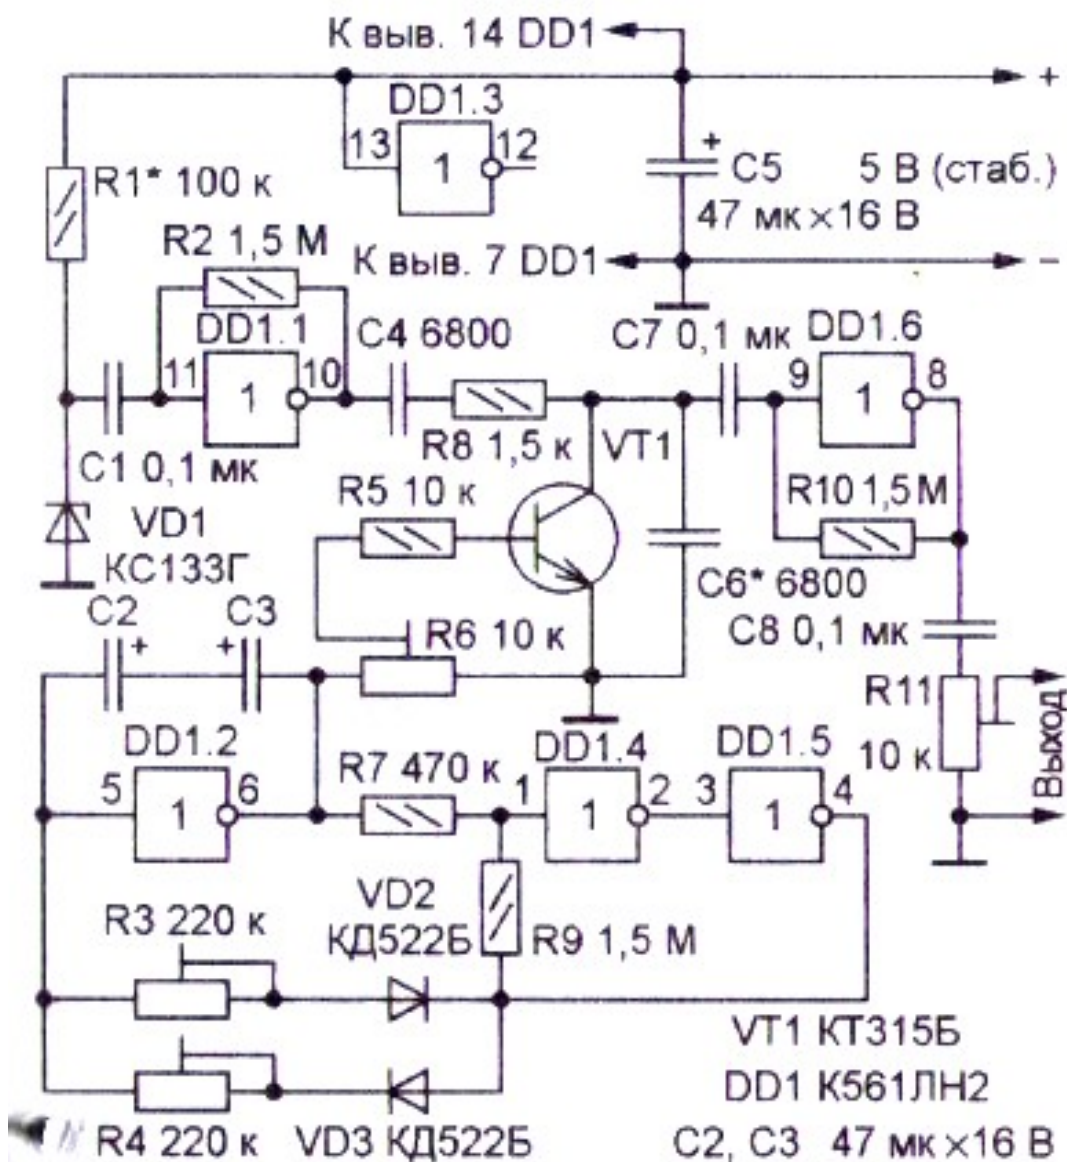 К выв. 14 DD1
+
DD1.3
13 1 12
R1* 100 к
+
C5 5 В (стаб.)
47 мк×16 В
R2 1,5 М
К выв. 7 DD1
–
DD1.1
C4 6800
C7 0,1 мк
DD1.6
11 1 10
9 1 8
R8 1,5 к
VT1
C1 0,1 мк
R5 10 к
R10 1,5 М
VD1
КС133Г
C6* 6800
C2 C3
+ +
R6 10 к
C8 0,1 мк
R11
10 к
Выход
DD1.2
R7 470 к
DD1.4
DD1.5
5 1 6
1 1 2
3 1 4
VD2
КД522Б
R3 220 к
R9 1,5 М
VT1 КТ315Б
DD1 К561ЛН2
R4 220 к
VD3 КД522Б
C2, C3 47 мк×16 В